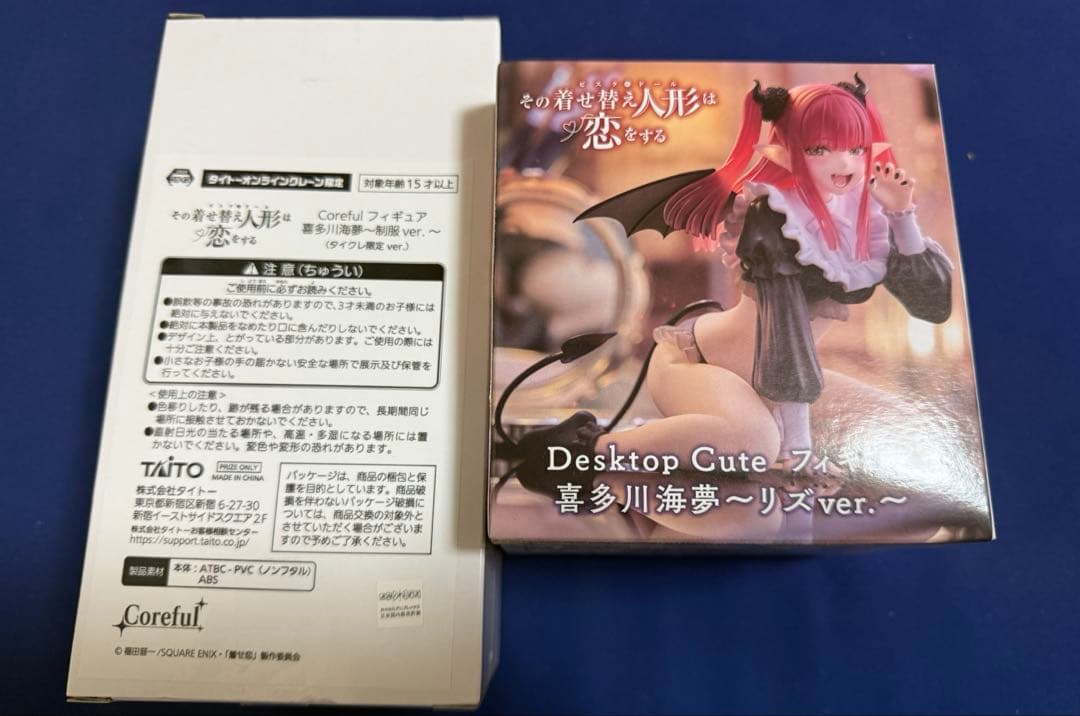 タイトーオンラインクレーン限定
対象年齢15才以上
その着せ替え人形は
恋をする
Coreful フィギュア
喜多川海夢～制服ver.～
(タイクレ限定ver.)
注意(ちゅうい)
ご使用前に必ずお読みください。
●誤飲等の事故の恐れがありますので、3才未満のお子様には
絶対に与えないでください。
●絶対に本製品をなめたり口に含んだりしないでください。
●デザイン上、とがっている部分があります。ご使用の際には
十分ご注意ください。
●小さなお子様の手の届かない安全な場所で展示及び保管を
行ってください。
<使用上の注意>
●色移りしたり、跡が残る場合がありますので、長期間同じ
場所に接触させておかないでください。
●直射日光の当たる場所や、高温・多湿になる場所には置
かないでください。変色や変形の恐れがあります。
TAITO
PRIZE ONLY
MADE IN CHINA
株式会社タイトー
東京都新宿区新宿 6-27-30
新宿イーストサイドスクエア 2F
株式会社タイトーお客様相談センター
https://support.taito.co.jp/
パッケージは、商品の梱包と保
護を目的としています。商品破
損を伴わないパッケージ破損に
ついては、商品交換の対象外と
させていただく場合がございま
すので予めご了承ください。
製品素材
本体:ATBC-PVC(ノンフタル)
ABS
Coreful
© 福田晋一/SQUARE ENIX・「着せ恋」製作委員会
ビスク・ドール
その着せ替え人形は
恋をする
Desktop Cute フィギ
喜多川海夢～リズver.～